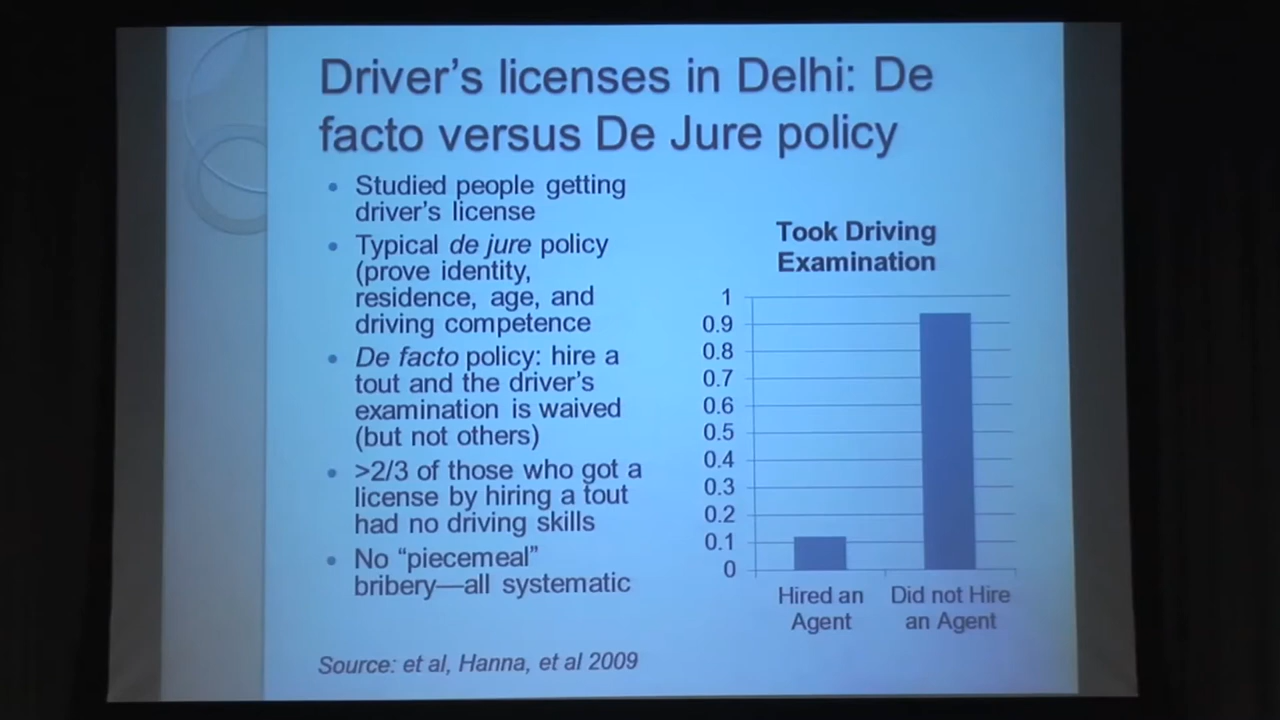 Driver's licenses in Delhi: De
facto versus De Jure policy
• Studied people getting
driver's license
• Typical de jure policy
(prove identity,
residence, age, and
driving competence
• De facto policy: hire a
tout and the driver's
examination is waived
(but not others)
• >2/3 of those who got a
license by hiring a tout
had no driving skills
• No “piecemeal”
bribery—all systematic
Source: et al, Hanna, et al 2009
Took Driving
Examination
1
0.9
0.8
0.7
0.6
0.5
0.4
0.3
0.2
0.1
0
Hired an
Agent
Did not Hire
an Agent